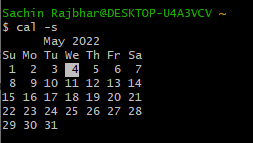 Sachin Rajbhar@DESKTOP-U4A3VCV ~
$ cal -s
      May 2022
Su Mo Tu We Th Fr Sa
 1  2  3  4  5  6  7
 8  9 10 11 12 13 14
15 16 17 18 19 20 21
22 23 24 25 26 27 28
29 30 31